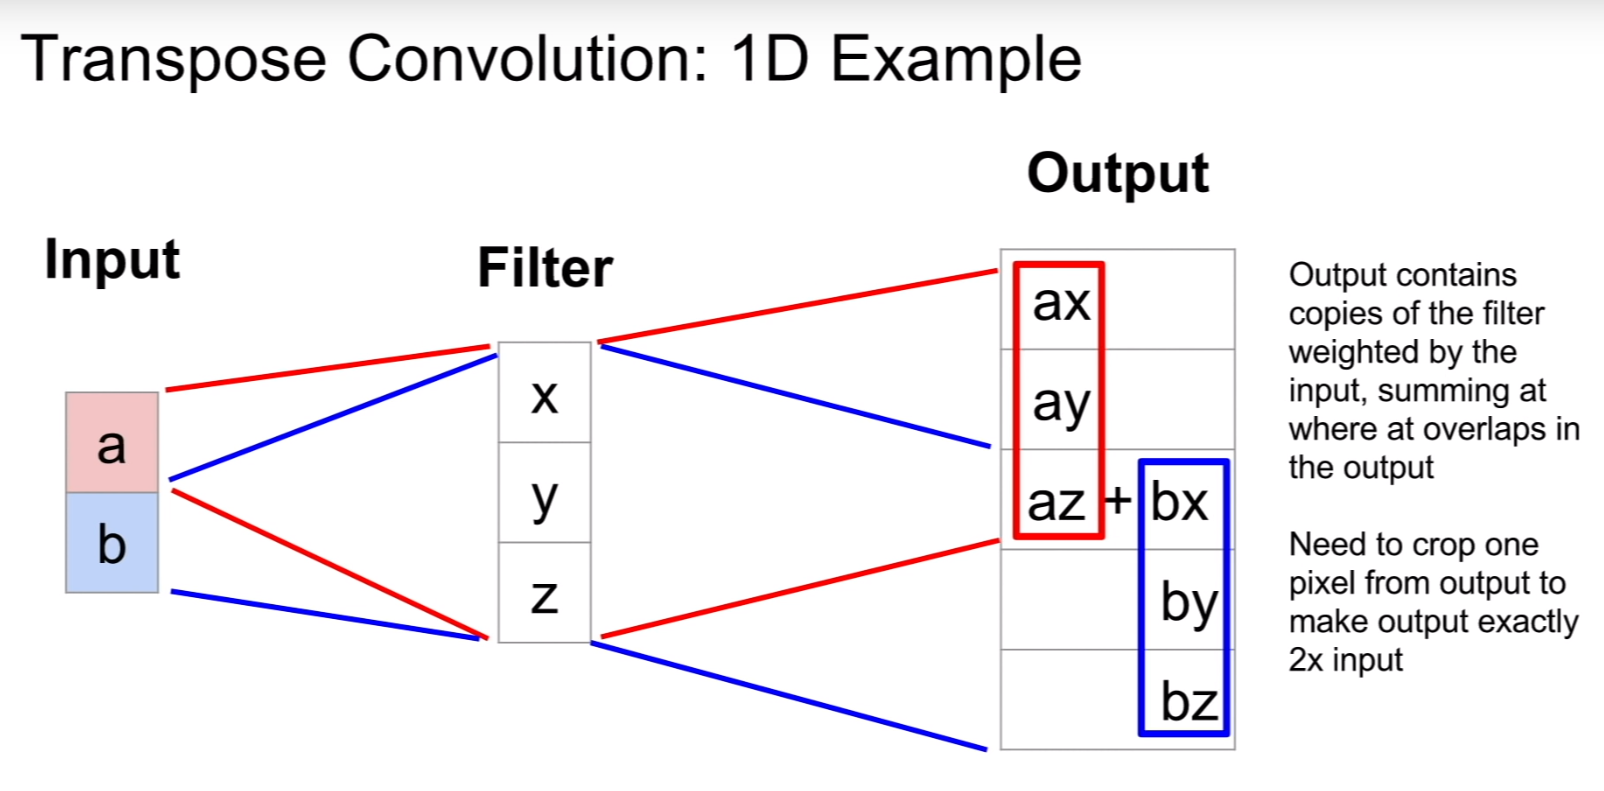 Transpose Convolution: 1D Example
Input
a
b
Filter
x
y
z
Output
ax
ay
az + bx
by
bz
Output contains
copies of the filter
weighted by the
input, summing at
where at overlaps in
the output
Need to crop one
pixel from output to
make output exactly
2x input